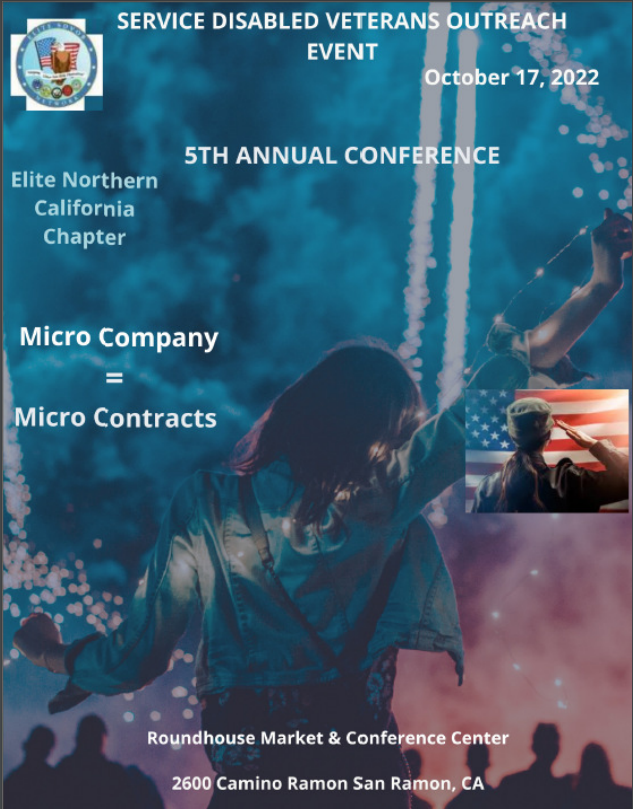 SERVICE DISABLED VETERANS OUTREACH
EVENT
October 17, 2022
5TH ANNUAL CONFERENCE
Elite Northern
California
Chapter
Micro Company
=
Micro Contracts
Roundhouse Market & Conference Center
2600 Camino Ramon San Ramon, CA